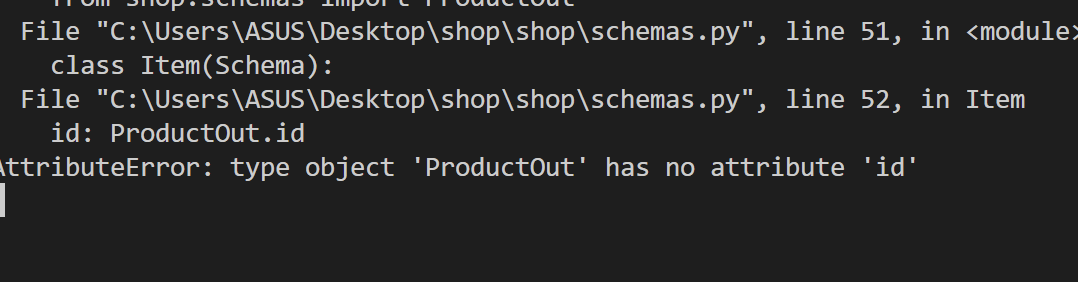 from shop.schemas import ProductOut
File "C:\Users\ASUS\Desktop\shop\shop\schemas.py", line 51, in <module>
class Item(Schema):
File "C:\Users\ASUS\Desktop\shop\shop\schemas.py", line 52, in Item
id: ProductOut.id
AttributeError: type object 'ProductOut' has no attribute 'id'